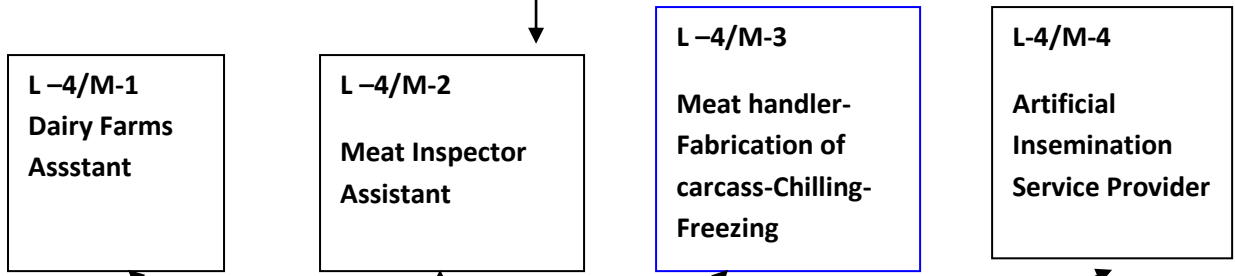 L –4/M-1
Dairy Farms
Assstant
L –4/M-2
Meat Inspector
Assistant
L –4/M-3
Meat handler-
Fabrication of
carcass-Chilling-
Freezing
L-4/M-4
Artificial
Insemination
Service Provider